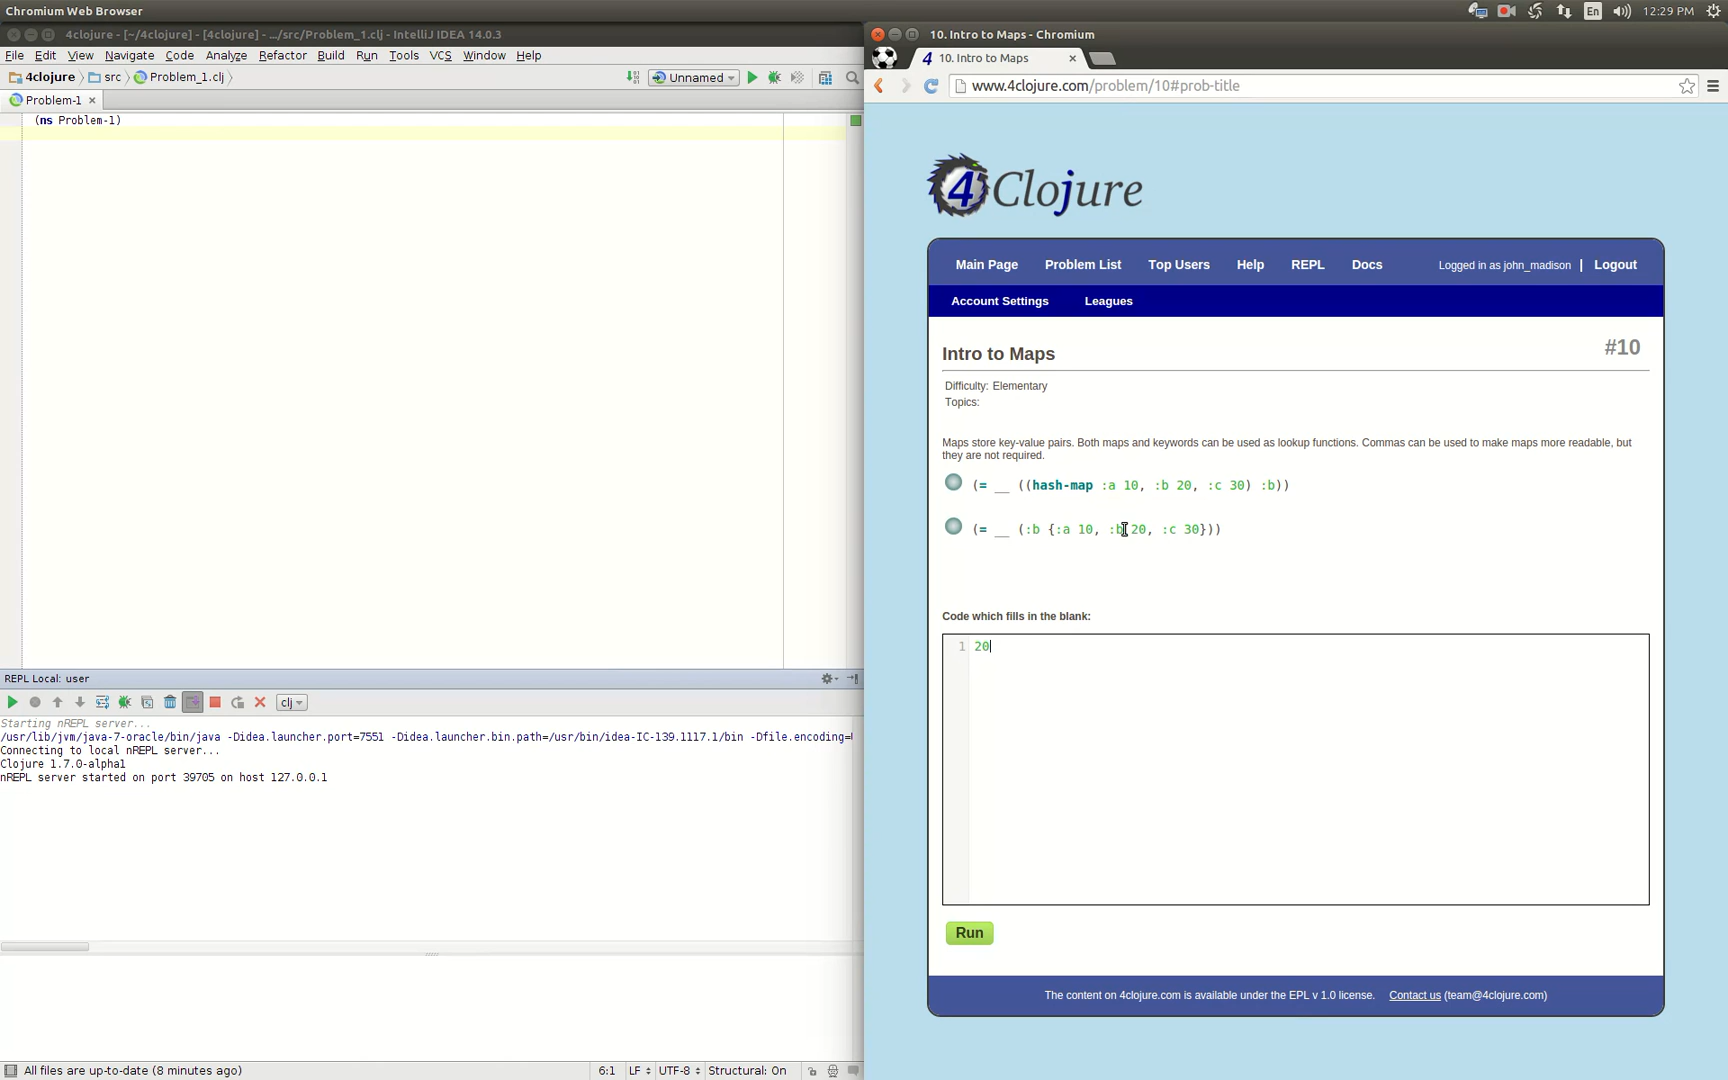 Chromium Web Browser
En
12:29 PM
4clojure - [~/4clojure] - [4clojure] - .../src/Problem_1.clj - IntelliJ IDEA 14.0.3
File Edit View Navigate Code Analyze Refactor Build Run Tools VCS Window Help
4clojure src Problem_1.clj
Unnamed
Problem-1
(ns Problem-1)
REPL Local: user
clj
Starting nREPL server...
/usr/lib/jvm/java-7-oracle/bin/java -Didea.launcher.port=7551 -Didea.launcher.bin.path=/usr/bin/idea-IC-139.1117.1/bin -Dfile.encoding=
Connecting to local nREPL server...
Clojure 1.7.0-alpha1
nREPL server started on port 39705 on host 127.0.0.1
All files are up-to-date (8 minutes ago)
6:1 LF UTF-8 Structural: On
10. Intro to Maps - Chromium
4 10. Intro to Maps
www.4clojure.com/problem/10#prob-title
4Clojure
Main Page Problem List Top Users Help REPL Docs Logged in as john_madison | Logout
Account Settings Leagues
Intro to Maps
#10
Difficulty: Elementary
Topics:
Maps store key-value pairs. Both maps and keywords can be used as lookup functions. Commas can be used to make maps more readable, but
they are not required.
(= __ ((hash-map :a 10, :b 20, :c 30) :b))
(= __ (:b {:a 10, :b 20, :c 30}))
Code which fills in the blank:
1 20
Run
The content on 4clojure.com is available under the EPL v 1.0 license. Contact us (team@4clojure.com)